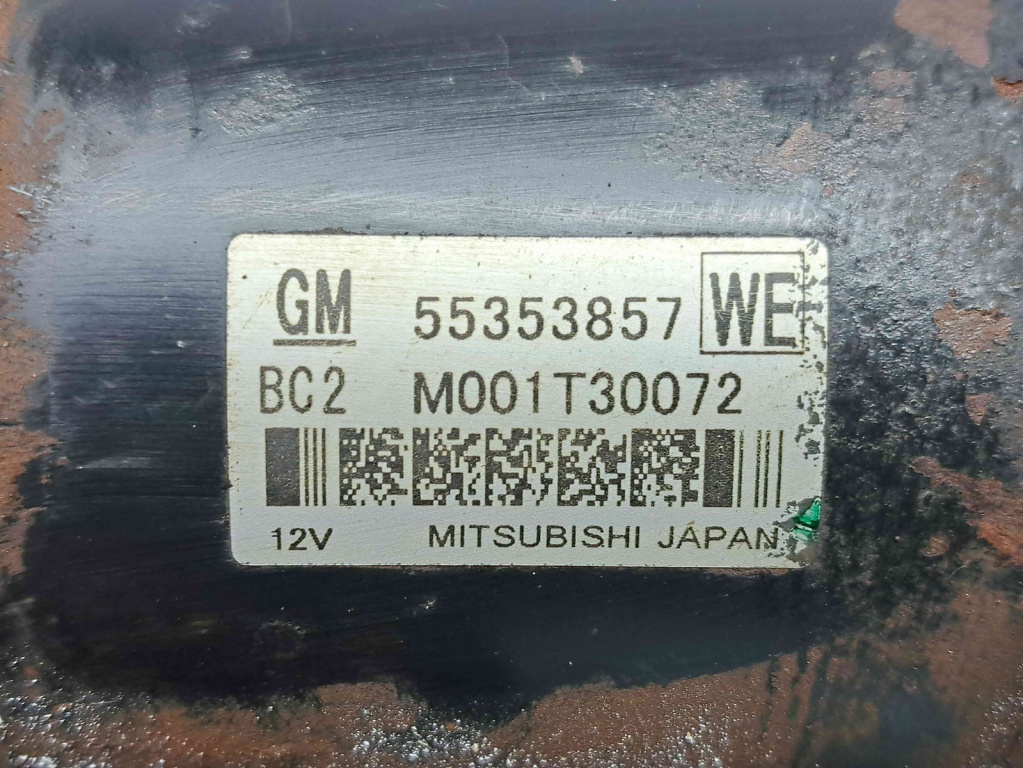 GM 55353857 WE
BC2 M001T30072
12V MITSUBISHI JAPAN